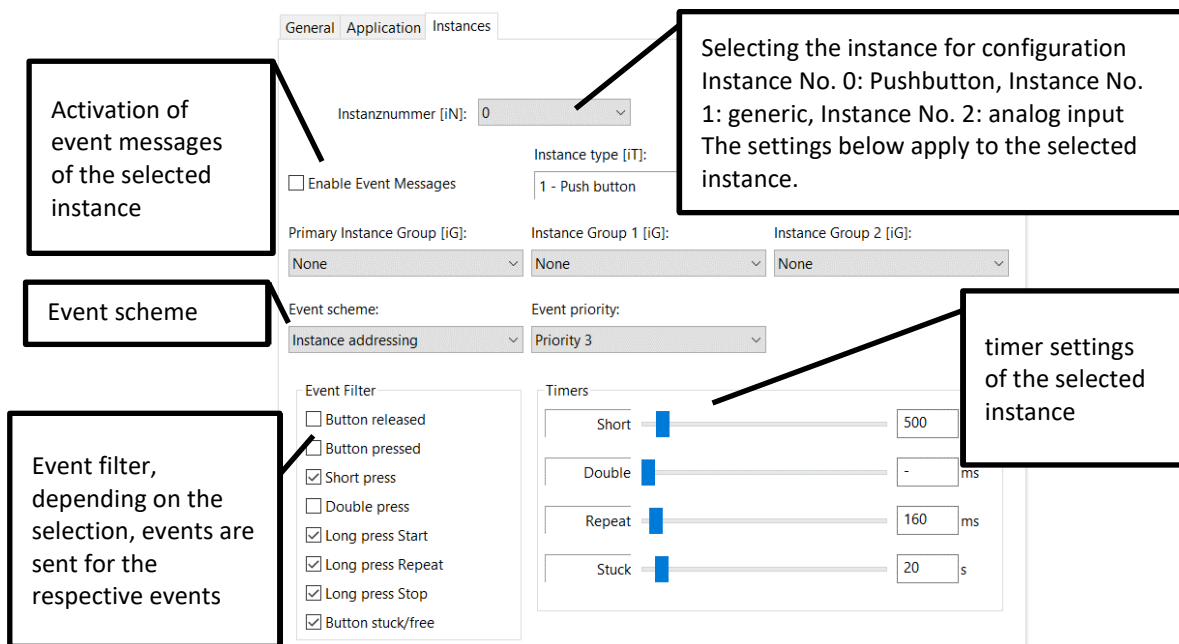 General Application Instances
Selecting the instance for configuration
Instance No. 0: Pushbutton, Instance No.
1: generic, Instance No. 2: analog input
The settings below apply to the selected
instance.
Activation of
event messages
of the selected
instance
Instanznummer [iN]: 0
Instance type [iT]:
Enable Event Messages
1 - Push button
Primary Instance Group [iG]: Instance Group 1 [iG]: Instance Group 2 [iG]:
None None None
Event scheme
Event scheme: Event priority:
Instance addressing Priority 3
timer settings
of the selected
instance
Event filter,
depending on the
selection, events are
sent for the
respective events
Event Filter
Button released
Button pressed
Short press
Double press
Long press Start
Long press Repeat
Long press Stop
Button stuck/free
Timers
Short 500
Double - ms
Repeat 160 ms
Stuck 20 s